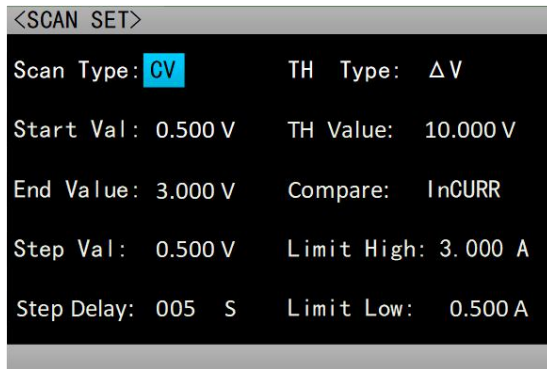 <SCAN SET>
Scan Type: CV TH Type: ΔV
Start Val: 0.500 V TH Value: 10.000 V
End Value: 3.000 V Compare: InCURR
Step Val: 0.500 V Limit High: 3.000 A
Step Delay: 005 S Limit Low: 0.500 A